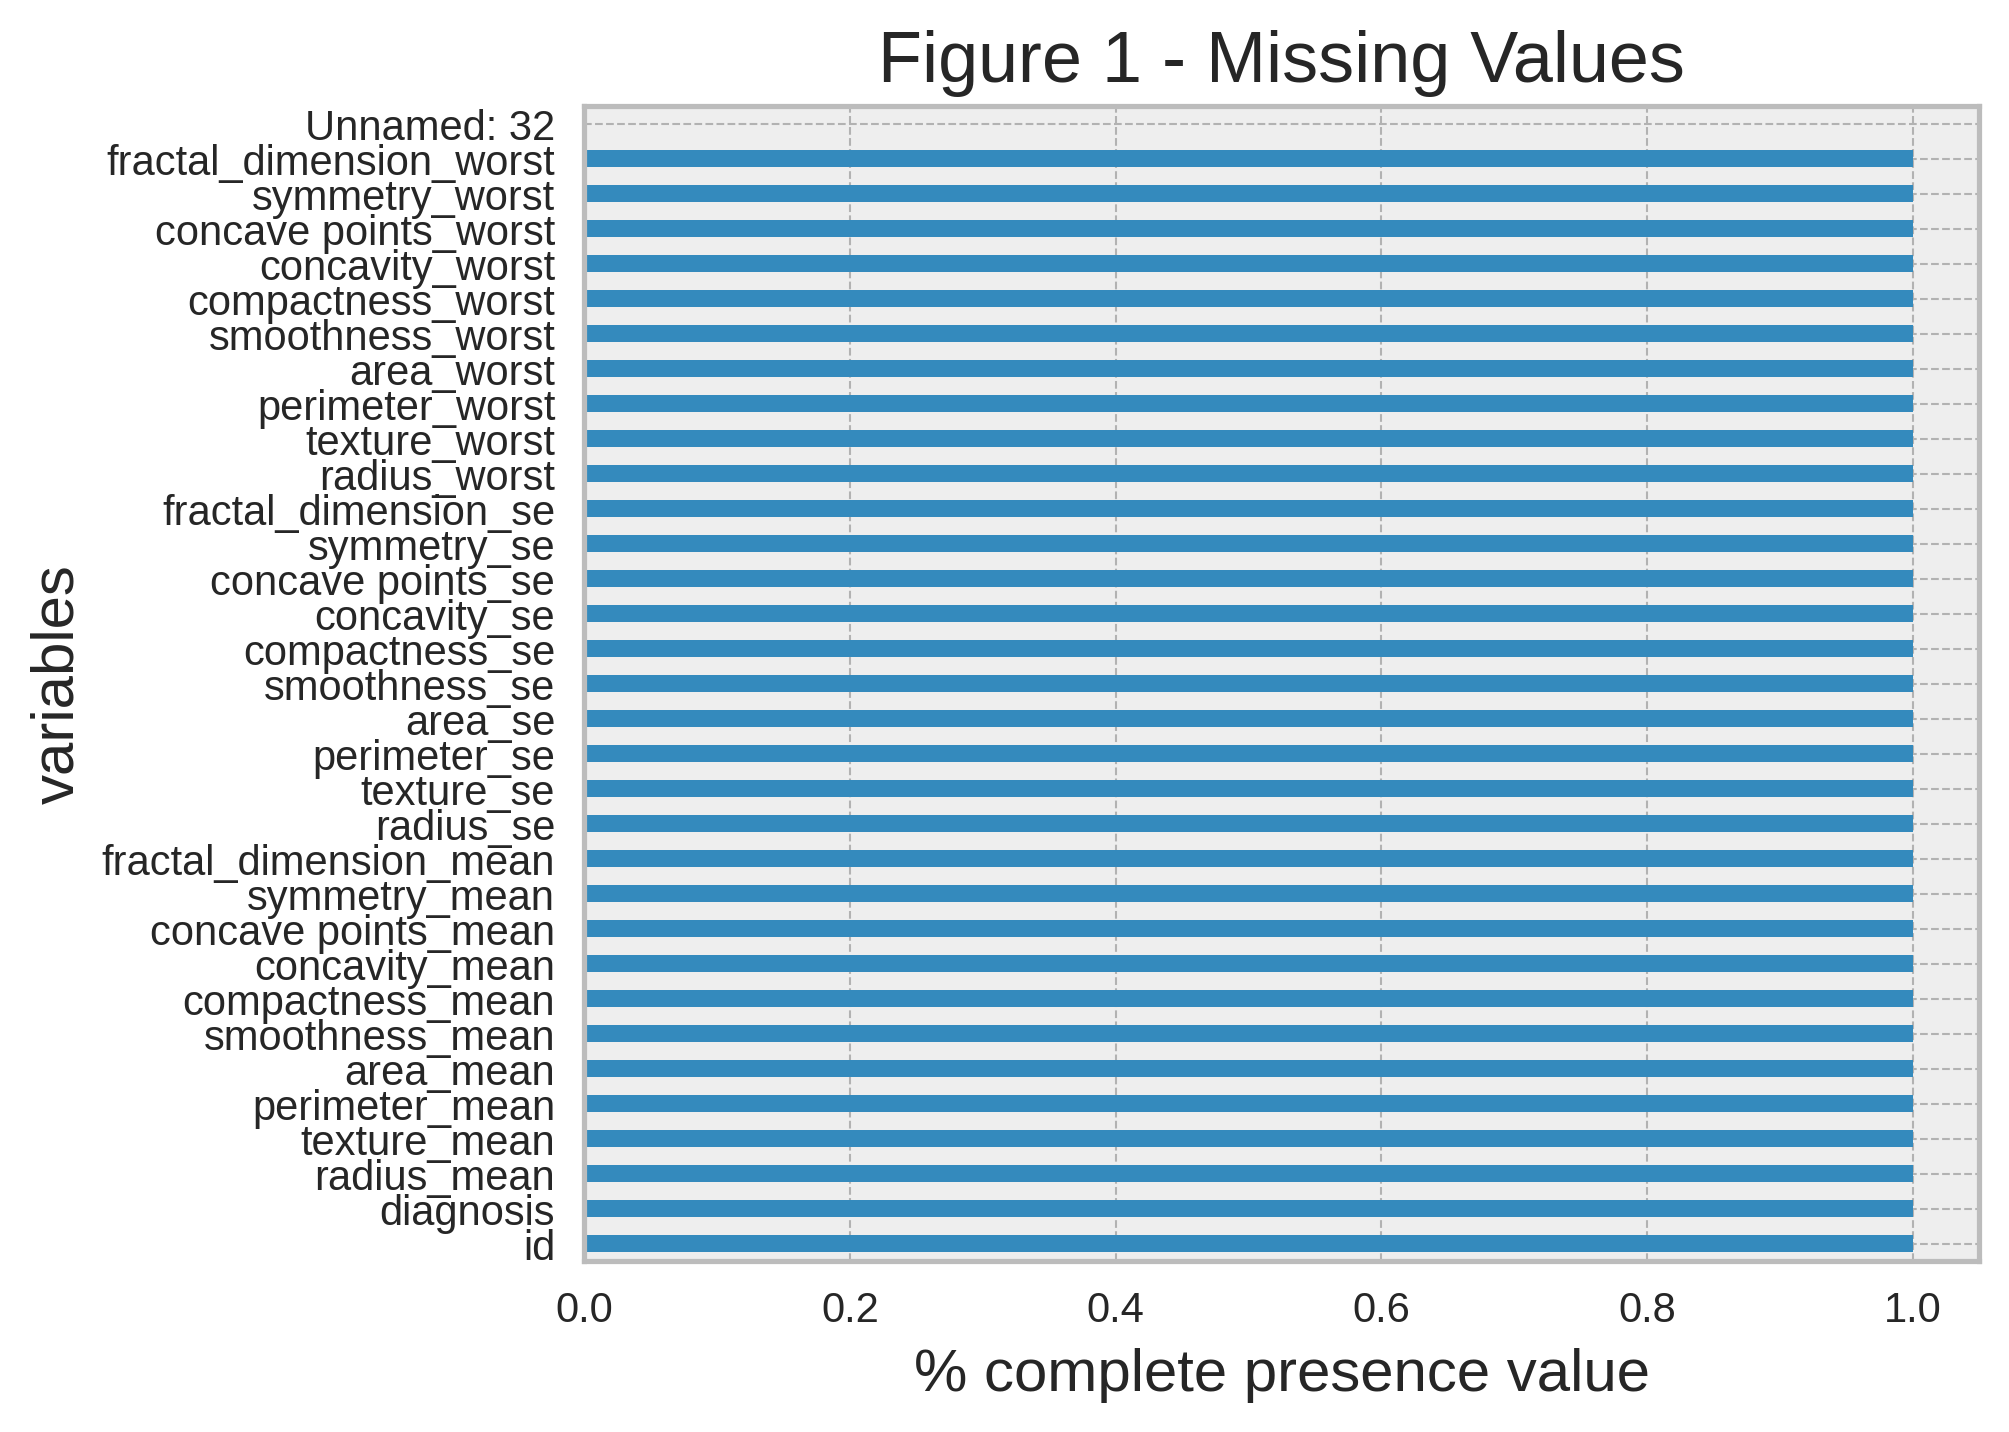 Figure 1 - Missing Values
Unnamed: 32
fractal_dimension_worst
symmetry_worst
concave points_worst
concavity_worst
compactness_worst
smoothness_worst
area_worst
perimeter_worst
texture_worst
radius_worst
fractal_dimension_se
symmetry_se
concave points_se
concavity_se
compactness_se
smoothness_se
area_se
perimeter_se
texture_se
radius_se
fractal_dimension_mean
symmetry_mean
concave points_mean
concavity_mean
compactness_mean
smoothness_mean
area_mean
perimeter_mean
texture_mean
radius_mean
diagnosis
id
variables
0.0 0.2 0.4 0.6 0.8 1.0
% complete presence value